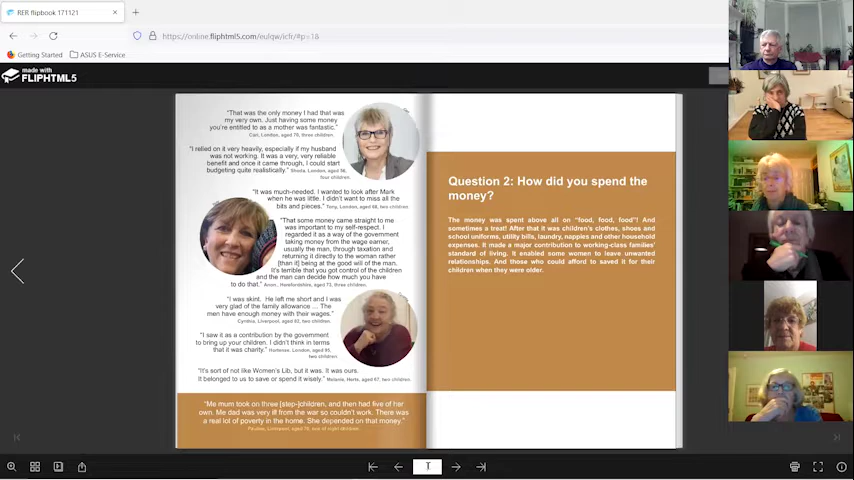 RER flipbook 171121
https://online.fliphtml5.com/eulqw/icfr/#p=18
Getting Started
ASUS E-Service
made with
FLIPHTML5
"That was the only money I had that was
my very own. Just having some money
you're entitled to as a mother was fantastic."
London, aged 76, three children.
"I relied on it very heavily, especially if my husband
was not working. It was a very, very reliable
benefit and once it came through, I could start
budgeting quite realistically." Sheda, London, aged 96,
four children.
"It was much-needed. I wanted to look after Mark
when he was little. I didn't want to miss all the
bits and pieces." Tony, London, aged 68, two children.
"That some money came straight to me
was important to my self-respect. I
regarded it as a way of the government
taking money from the wage earner,
usually the man, through taxation and
returning it directly to the woman rather
[than it] being at the good will of the man.
It's terrible that you got control of the children
and the man can decide how much you have
to do that." Anon, Herefordshire, aged 73, three children.
"I was skint. He left me short and I was
very glad of the family allowance ... The
men have enough money with their wages."
Cynthia, Liverpool, aged 83, two children.
"I saw it as a contribution by the government
to bring up your children. I didn't think in terms
that it was charity." Hortense, London, aged 95,
two children.
"It's sort of not like Women's Lib, but it was. It was ours.
It belonged to us to save or spend it wisely." Melanie, Herts, aged 67, two children.
"Me mum took on three [step-]children, and then had five of her
own. Me dad was very ill from the war so couldn't work. There was
a real lot of poverty in the home. She depended on that money."
Pauline, Liverpool, aged 78, one of eight children.
Question 2: How did you spend the
money?
The money was spent above all on "food, food, food"! And
sometimes a treat! After that it was children's clothes, shoes and
school uniforms, utility bills, laundry, nappies and other household
expenses. It made a major contribution to working-class families'
standard of living. It enabled some women to leave unwanted
relationships. And those who could afford to saved it for their
children when they were older.